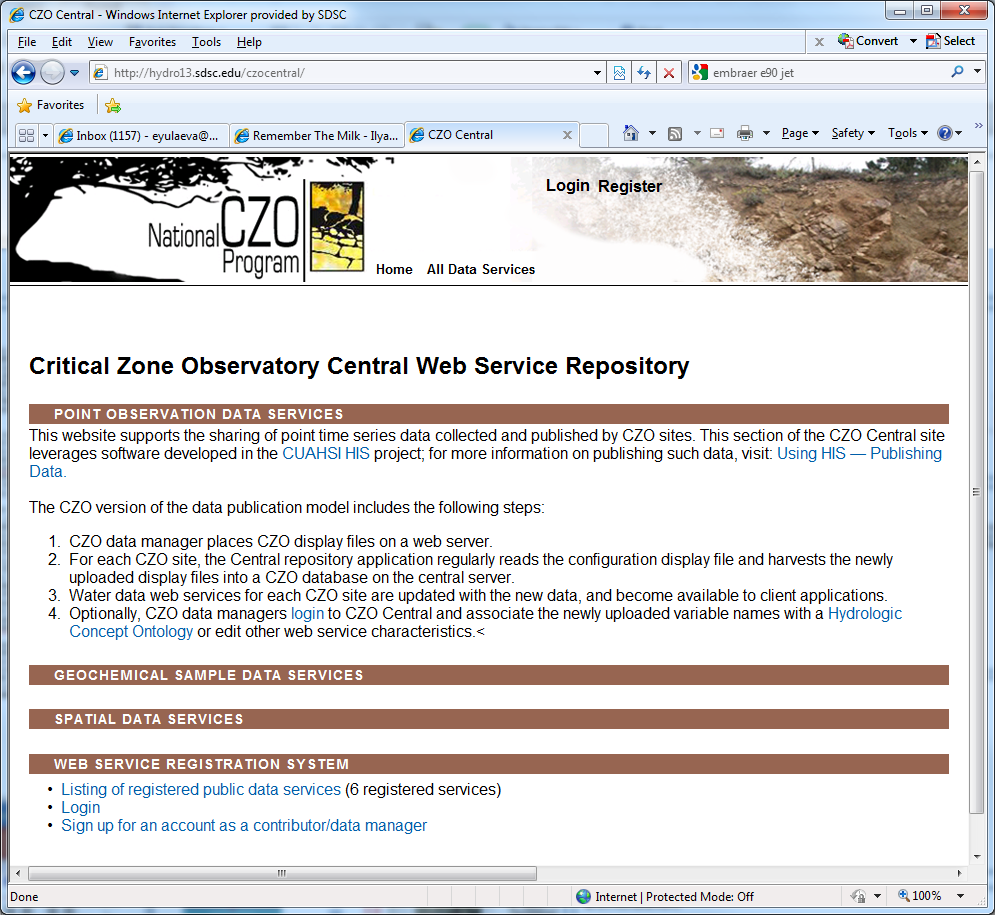 CZO Central - Windows Internet Explorer provided by SDSC
File Edit View Favorites Tools Help
Convert Select
http://hydro13.sdsc.edu/czocentral/
embraer e90 jet
Favorites
Inbox (1157) - eyulaeva@... Remember The Milk - Ilya... CZO Central Page Safety Tools
Login Register
National CZO Program
Home All Data Services
Critical Zone Observatory Central Web Service Repository
POINT OBSERVATION DATA SERVICES
This website supports the sharing of point time series data collected and published by CZO sites. This section of the CZO Central site
leverages software developed in the CUAHSI HIS project; for more information on publishing such data, visit: Using HIS — Publishing
Data.
The CZO version of the data publication model includes the following steps:
1. CZO data manager places CZO display files on a web server.
2. For each CZO site, the Central repository application regularly reads the configuration display file and harvests the newly
uploaded display files into a CZO database on the central server.
3. Water data web services for each CZO site are updated with the new data, and become available to client applications.
4. Optionally, CZO data managers login to CZO Central and associate the newly uploaded variable names with a Hydrologic
Concept Ontology or edit other web service characteristics.<
GEOCHEMICAL SAMPLE DATA SERVICES
SPATIAL DATA SERVICES
WEB SERVICE REGISTRATION SYSTEM
• Listing of registered public data services (6 registered services)
• Login
• Sign up for an account as a contributor/data manager
Done Internet | Protected Mode: Off 100%